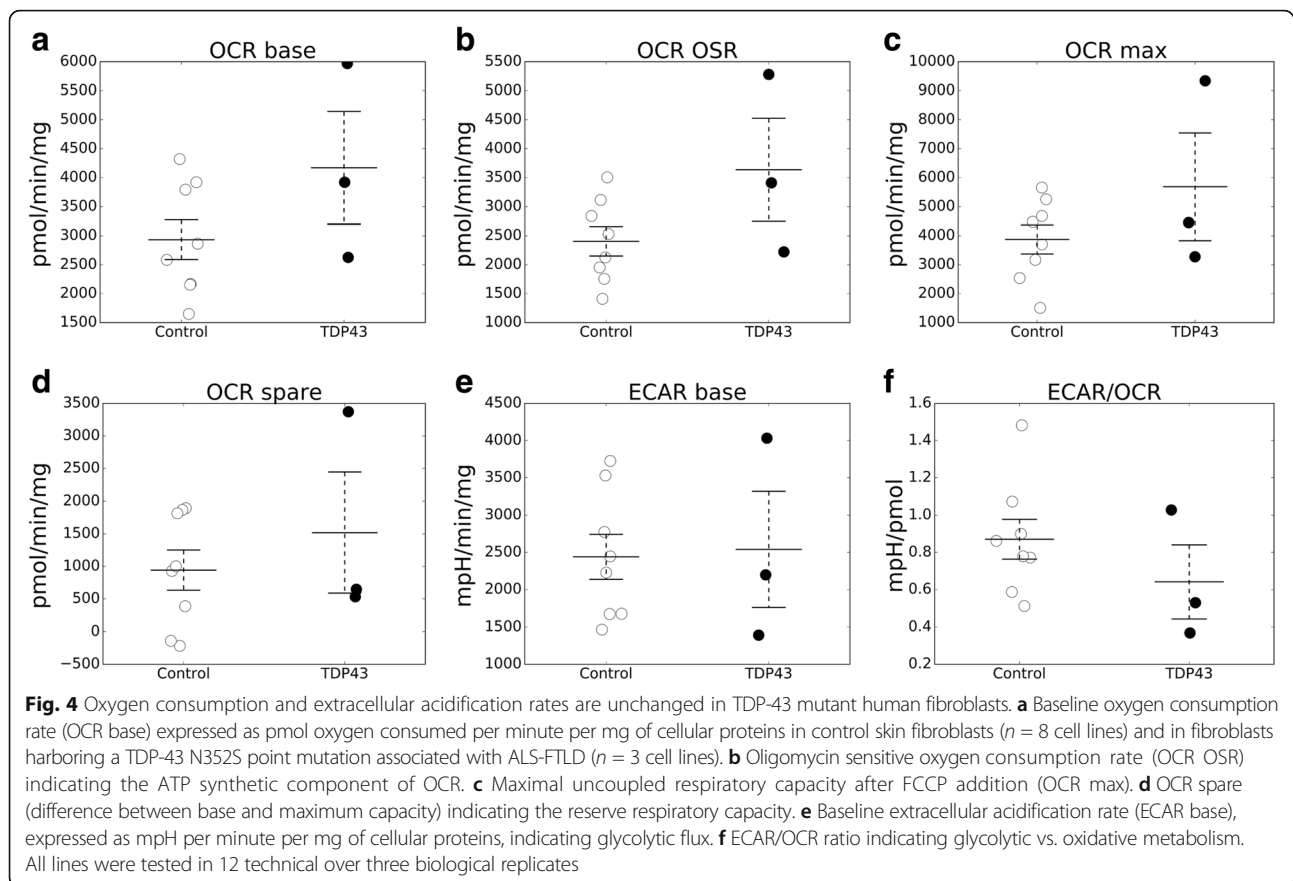 a
OCR base
6000
5500
5000
4500
4000
3500
3000
2500
2000
1500
pmol/min/mg
Control
TDP43
b
OCR OSR
5500
5000
4500
4000
3500
3000
2500
2000
1500
1000
pmol/min/mg
Control
TDP43
c
OCR max
10000
9000
8000
7000
6000
5000
4000
3000
2000
1000
pmol/min/mg
Control
TDP43
d
OCR spare
3500
3000
2500
2000
1500
1000
500
0
−500
pmol/min/mg
Control
TDP43
e
ECAR base
4500
4000
3500
3000
2500
2000
1500
1000
mpH/min/mg
Control
TDP43
f
ECAR/OCR
1.6
1.4
1.2
1.0
0.8
0.6
0.4
0.2
mpH/pmol
Control
TDP43
Fig. 4 Oxygen consumption and extracellular acidification rates are unchanged in TDP-43 mutant human fibroblasts. a Baseline oxygen consumption
rate (OCR base) expressed as pmol oxygen consumed per minute per mg of cellular proteins in control skin fibroblasts (n = 8 cell lines) and in fibroblasts
harboring a TDP-43 N352S point mutation associated with ALS-FTLD (n = 3 cell lines). b Oligomycin sensitive oxygen consumption rate (OCR OSR)
indicating the ATP synthetic component of OCR. c Maximal uncoupled respiratory capacity after FCCP addition (OCR max). d OCR spare
(difference between base and maximum capacity) indicating the reserve respiratory capacity. e Baseline extracellular acidification rate (ECAR base),
expressed as mpH per minute per mg of cellular proteins, indicating glycolytic flux. f ECAR/OCR ratio indicating glycolytic vs. oxidative metabolism.
All lines were tested in 12 technical over three biological replicates